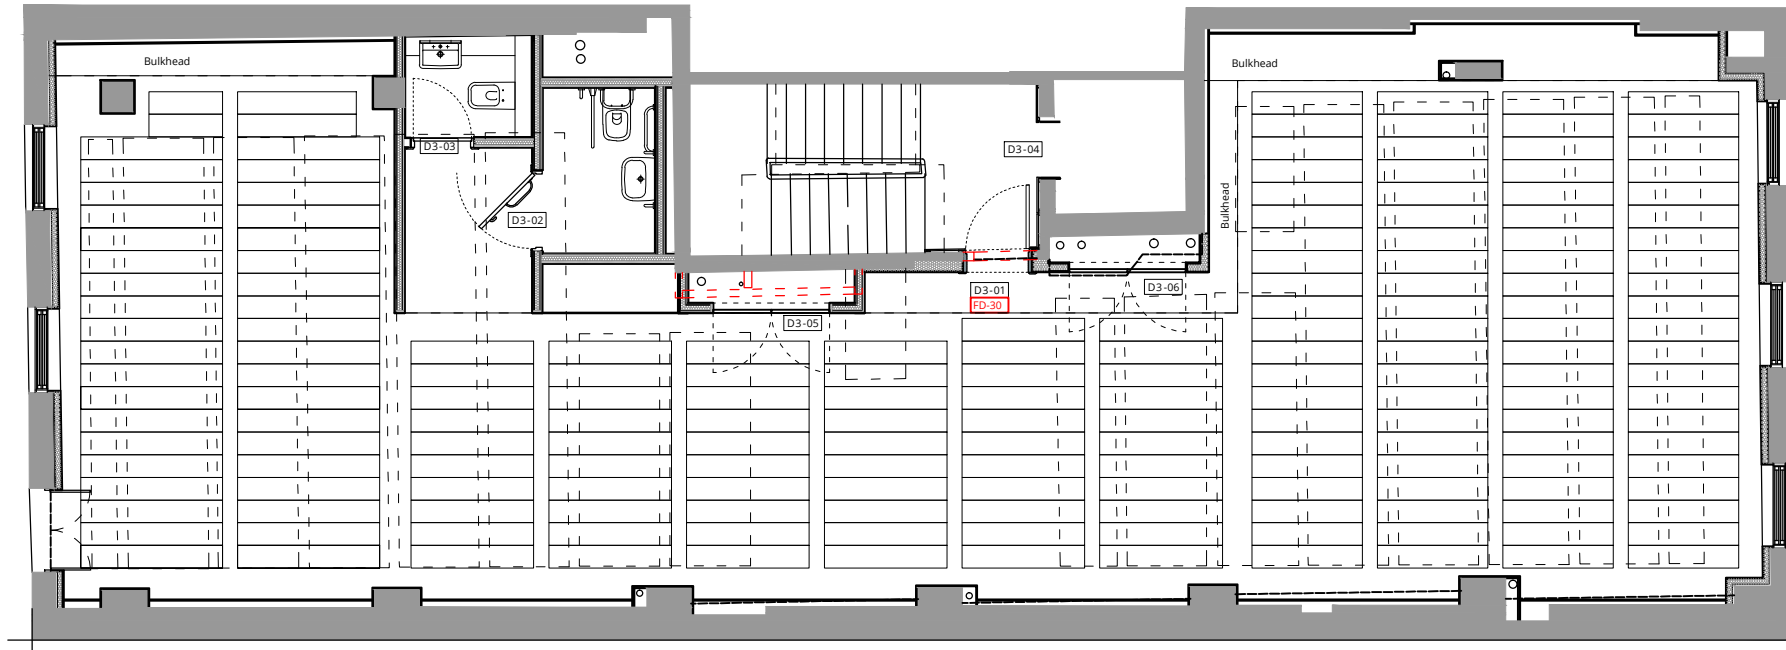 Bulkhead
Bulkhead
D3-03
D3-04
Bulkhead
D3-02
D3-01
D3-06
FD-30
D3-05